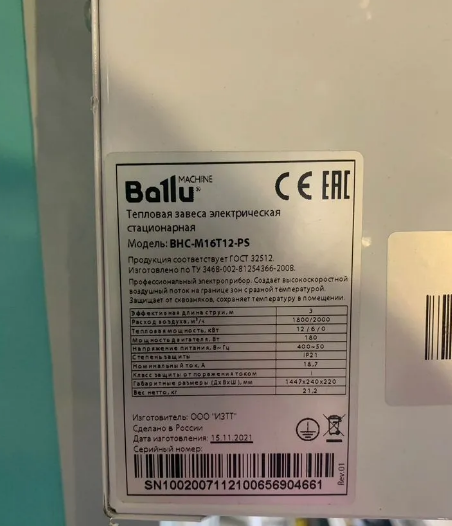 Ballu MACHINE
CE EAC
Тепловая завеса электрическая
стационарная
Модель: BHC-M16T12-PS
Продукция соответствует ГОСТ 32512.
Изготовлено по ТУ 3468-002-81254366-2008.
Профессиональный электроприбор. Создает высокоскоростной
воздушный поток на границе зон с разной температурой.
Защищает от сквозняков, сохраняет температуру в помещении.
Эффективная длина струи, м 3
Расход воздуха, м³/ч 1600/2000
Тепловая мощность, кВт 12/6/0
Мощность двигателя, Вт 180
Напряжение питания, В~Гц 400~50
Степень защиты IP21
Номинальный ток, А 18,7
Класс защиты от поражения током I
Габаритные размеры (ДхВхШ), мм 1447x240x220
Вес нетто, кг 21,2
Изготовитель: ООО "ИЗТТ"
Сделано в России
Дата изготовления: 15.11.2021
Серийный номер:
SN1002007112100656904661
Rev.01